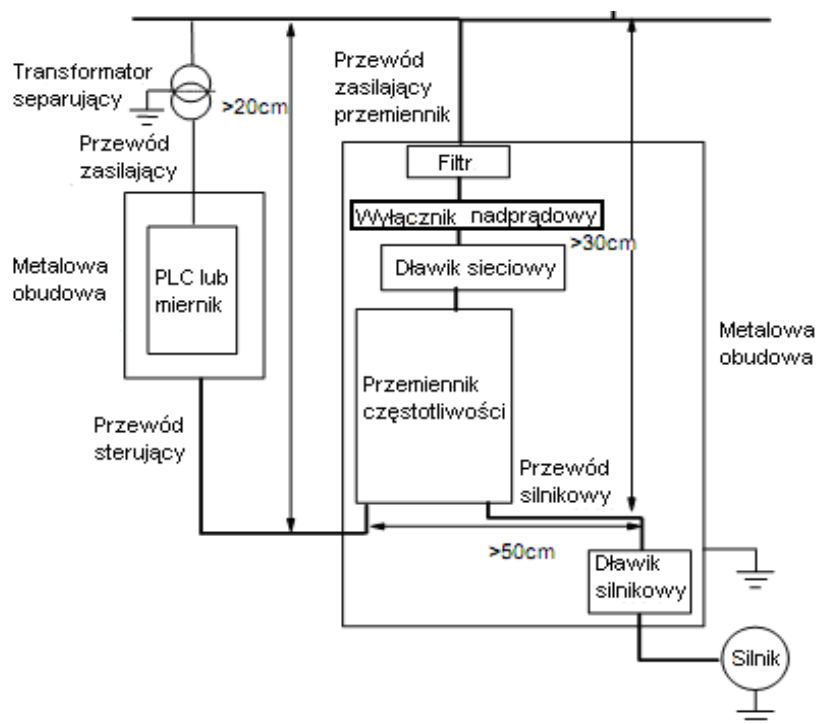 Transformator
separujący
>20cm
Przewód
zasilający
przemiennik
Przewód
zasilający
Filtr
Wyłącznik nadprądowy
>30cm
Dławik sieciowy
Metalowa
obudowa
PLC lub
miernik
Metalowa
obudowa
Przemiennik
częstotliwości
Przewód
sterujący
Przewód
silnikowy
>50cm
Dławik
silnikowy
Silnik